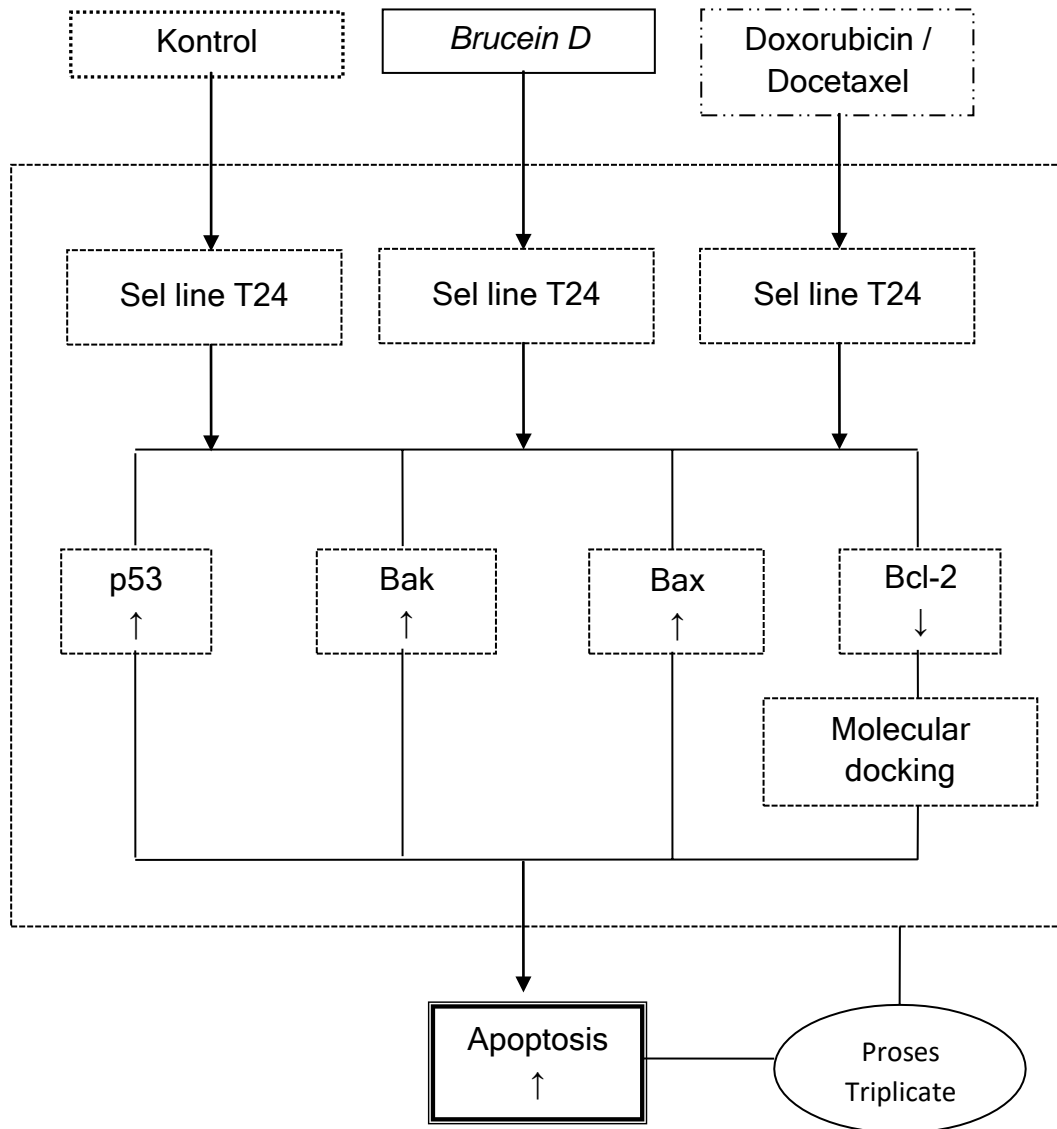 Kontrol
Brucein D
Doxorubicin /
Docetaxel
Sel line T24
Sel line T24
Sel line T24
p53
↑
Bak
↑
Bax
↑
Bcl-2
↓
Molecular
docking
Apoptosis
↑
Proses
Triplicate